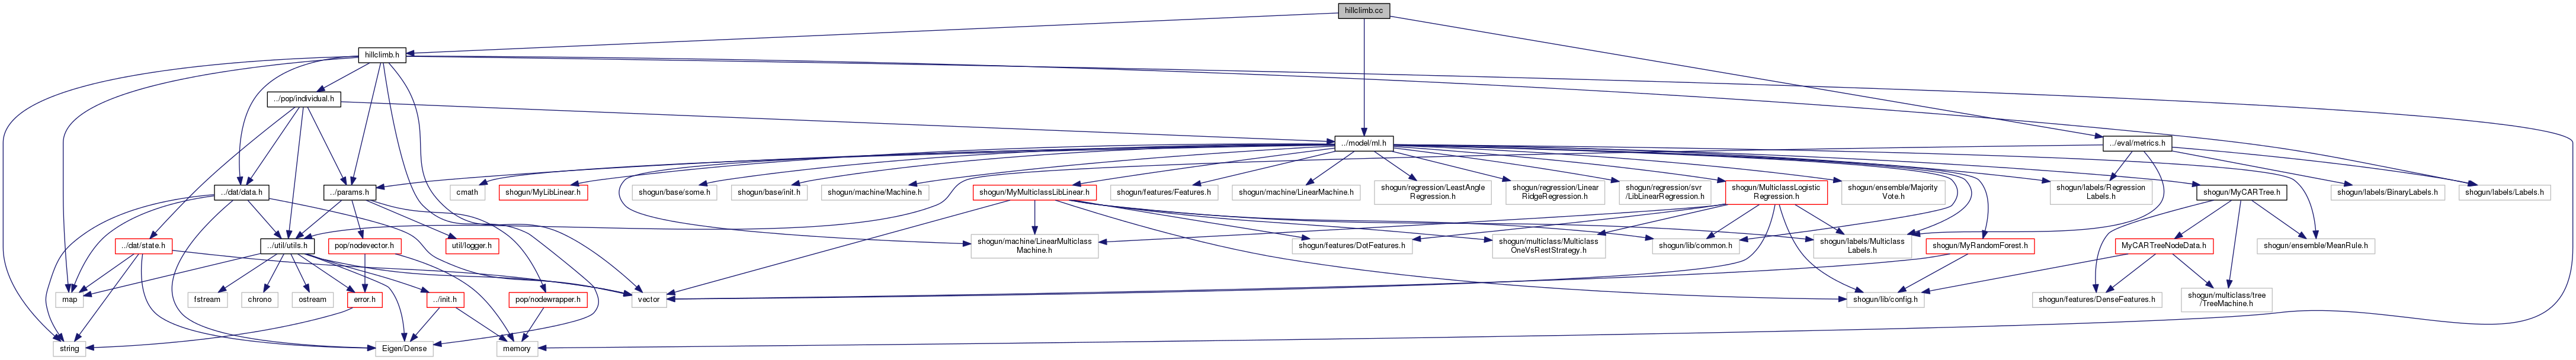 hillclimb.cc
hillclimb.h
../pop/individual.h
../model/ml.h
../eval/metrics.h
../dat/data.h
../params.h
cmath
shogun/MyLibLinear.h
shogun/base/some.h
shogun/base/init.h
shogun/machine/Machine.h
shogun/MyMulticlassLibLinear.h
shogun/features/Features.h
shogun/machine/LinearMachine.h
shogun/regression/LeastAngle
Regression.h
shogun/regression/Linear
RidgeRegression.h
shogun/regression/svr
/LibLinearRegression.h
shogun/MulticlassLogistic
Regression.h
shogun/ensemble/Majority
Vote.h
shogun/labels/Regression
Labels.h
shogun/MyCARTree.h
shogun/labels/BinaryLabels.h
shogun/labels/Labels.h
../dat/state.h
../util/utils.h
pop/nodevector.h
util/logger.h
shogun/machine/LinearMulticlass
Machine.h
shogun/features/DotFeatures.h
shogun/multiclass/Multiclass
OneVsRestStrategy.h
shogun/lib/common.h
shogun/labels/Multiclass
Labels.h
shogun/MyRandomForest.h
MyCARTreeNodeData.h
shogun/ensemble/MeanRule.h
map
fstream
chrono
ostream
error.h
../init.h
pop/nodewrapper.h
vector
shogun/lib/config.h
shogun/features/DenseFeatures.h
shogun/multiclass/tree
/TreeMachine.h
string
Eigen/Dense
memory